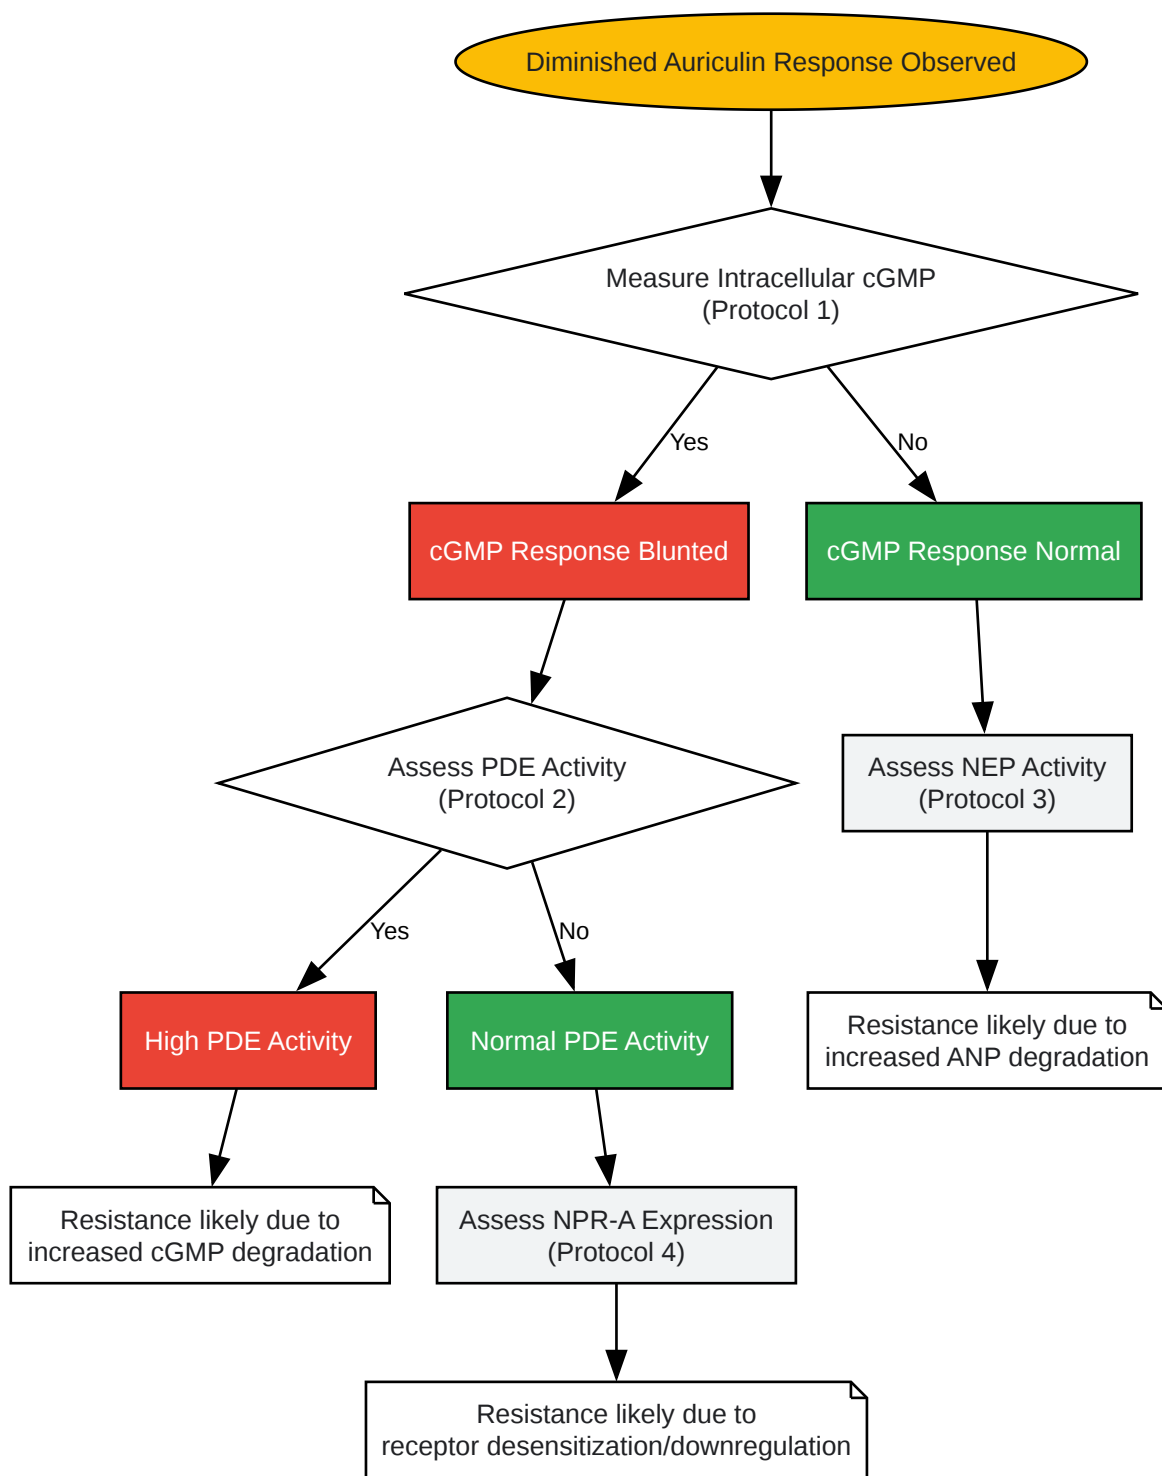 Diminished Auriculin Response Observed
Measure Intracellular cGMP
(Protocol 1)
Yes
No
cGMP Response Blunted
cGMP Response Normal
Assess PDE Activity
(Protocol 2)
Assess NEP Activity
(Protocol 3)
Yes
No
High PDE Activity
Normal PDE Activity
Resistance likely due to
increased ANP degradation
Resistance likely due to
increased cGMP degradation
Assess NPR-A Expression
(Protocol 4)
Resistance likely due to
receptor desensitization/downregulation